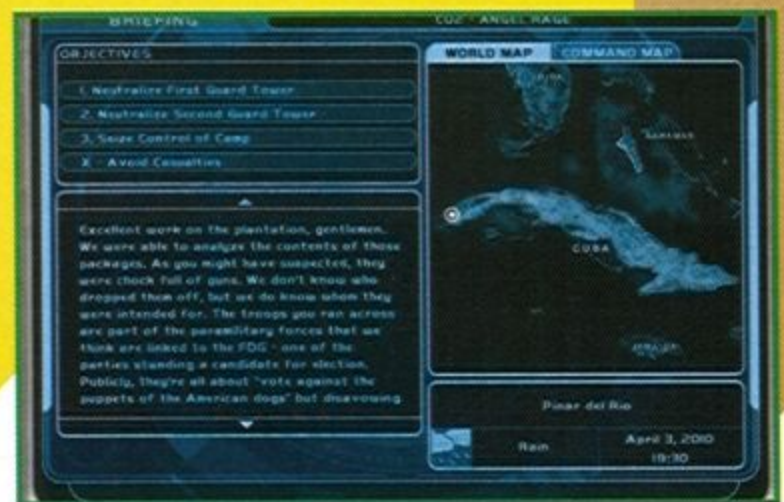 BRIEFING
C02 - ANGEL RAGE
OBJECTIVES
1. Neutralize First Guard Tower
2. Neutralize Second Guard Tower
3. Seize Control of Camp
X - Avoid Casualties
Excellent work on the plantation, gentlemen.
We were able to analyze the contents of those
packages. As you might have suspected, they
were chock full of guns. We don't know who
dropped them off, but we do know whom they
were intended for. The troops you ran across
are part of the paramilitary forces that we
think are linked to the FDG - one of the
parties standing a candidate for election.
Publicly, they're all about "vote against the
puppets of the American dogs" but disavowing
WORLD MAP
COMMAND MAP
BAHAMAS
CUBA
JAMAICA
Pinar del Rio
Rain
April 3, 2010
19:30